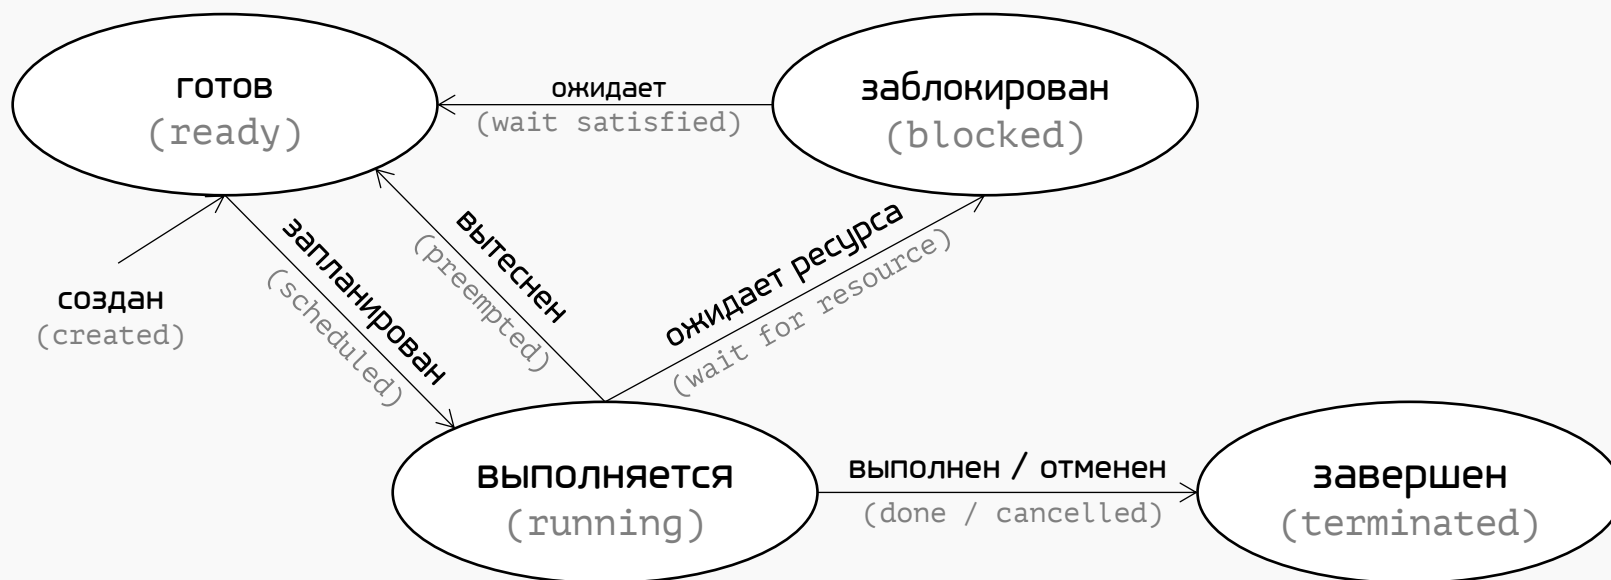 готов
(ready)
ожидает
(wait satisfied)
заблокирован
(blocked)
создан
(created)
запланирован
(scheduled)
вытеснен
(preempted)
ожидает ресурса
(wait for resource)
выполняется
(running)
выполнен / отменен
(done / cancelled)
завершен
(terminated)